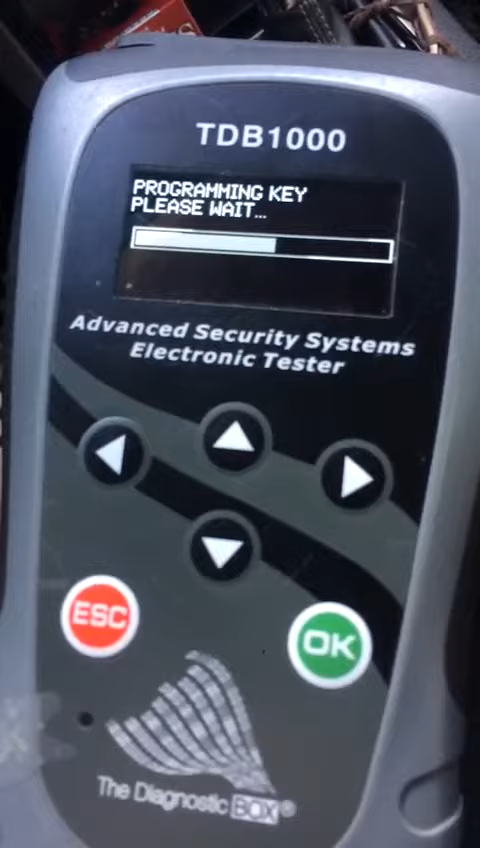 TDB1000
PROGRAMMING KEY
PLEASE WAIT...
Advanced Security Systems
Electronic Tester
ESC
OK
The Diagnostic BOX®